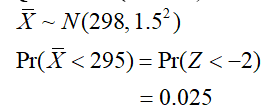 X̅ ~ N(298, 1.5²)
Pr(X̅ < 295) = Pr(Z < −2)
= 0.025